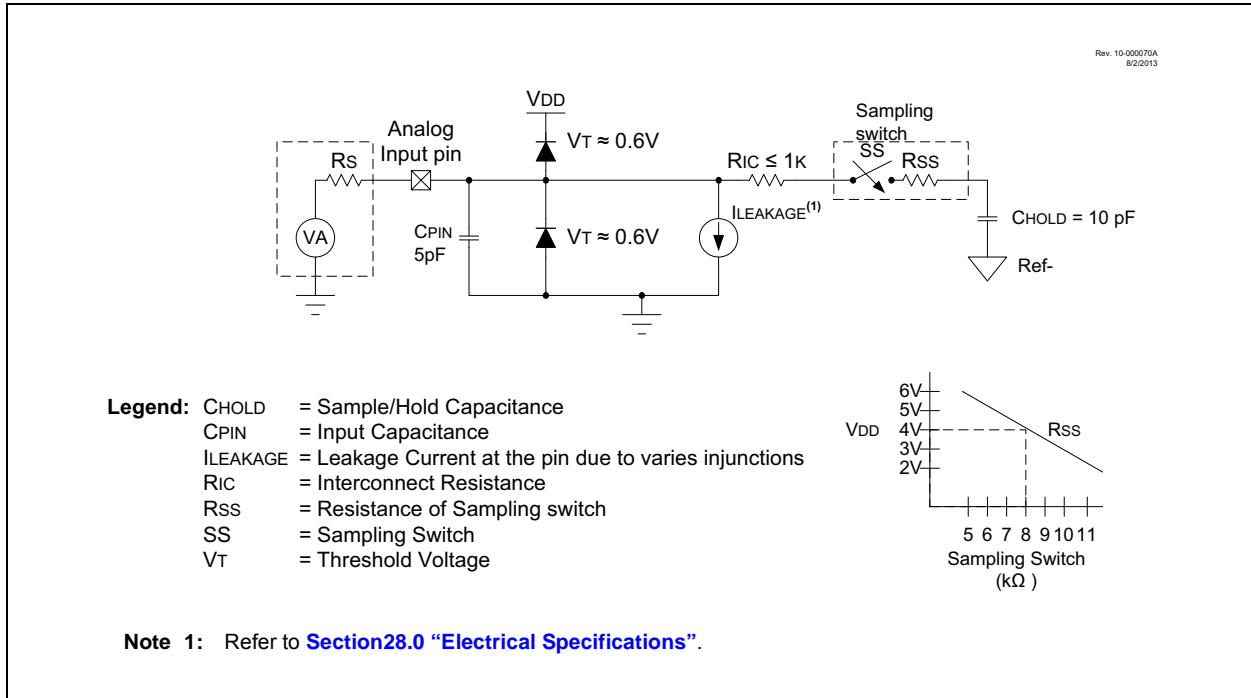 Rev. 10-000070A
8/2/2013
VDD
Sampling
switch
Analog
Input pin
VT ≈ 0.6V
RS
RIC ≤ 1K
SS
RSS
ILEAKAGE(1)
CHOLD = 10 pF
VA
CPIN
5pF
VT ≈ 0.6V
Ref-
Legend: CHOLD = Sample/Hold Capacitance
CPIN = Input Capacitance
ILEAKAGE = Leakage Current at the pin due to varies injunctions
RIC = Interconnect Resistance
RSS = Resistance of Sampling switch
SS = Sampling Switch
VT = Threshold Voltage
6V
5V
VDD 4V RSS
3V
2V
5 6 7 8 9 10 11
Sampling Switch
(kΩ )
Note 1: Refer to Section28.0 “Electrical Specifications”.